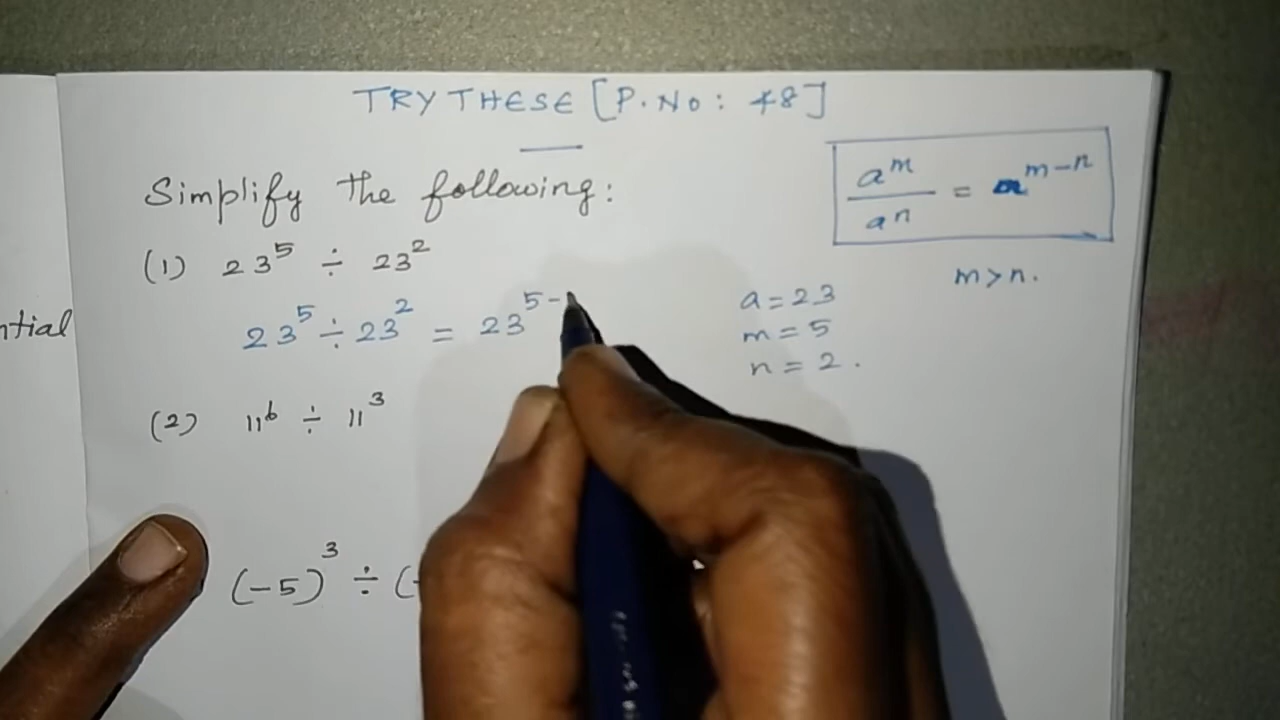 TRY THESE [P.NO: 48]
Simplify the following:
a^m / a^n = a^(m-n)
m > n.
(1) 23^5 ÷ 23^2
23^5 ÷ 23^2 = 23^(5-
a = 23
m = 5
n = 2.
(2) 11^6 ÷ 11^3
(-5)^3 ÷ (-
ntial